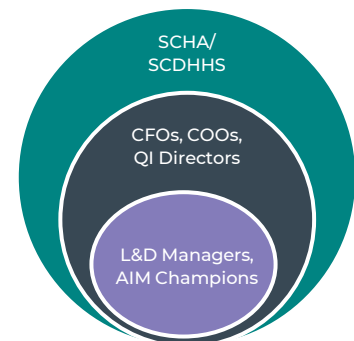 SCHA/
SCDHHS
CFOs, COOs,
QI Directors
L&D Managers,
AIM Champions